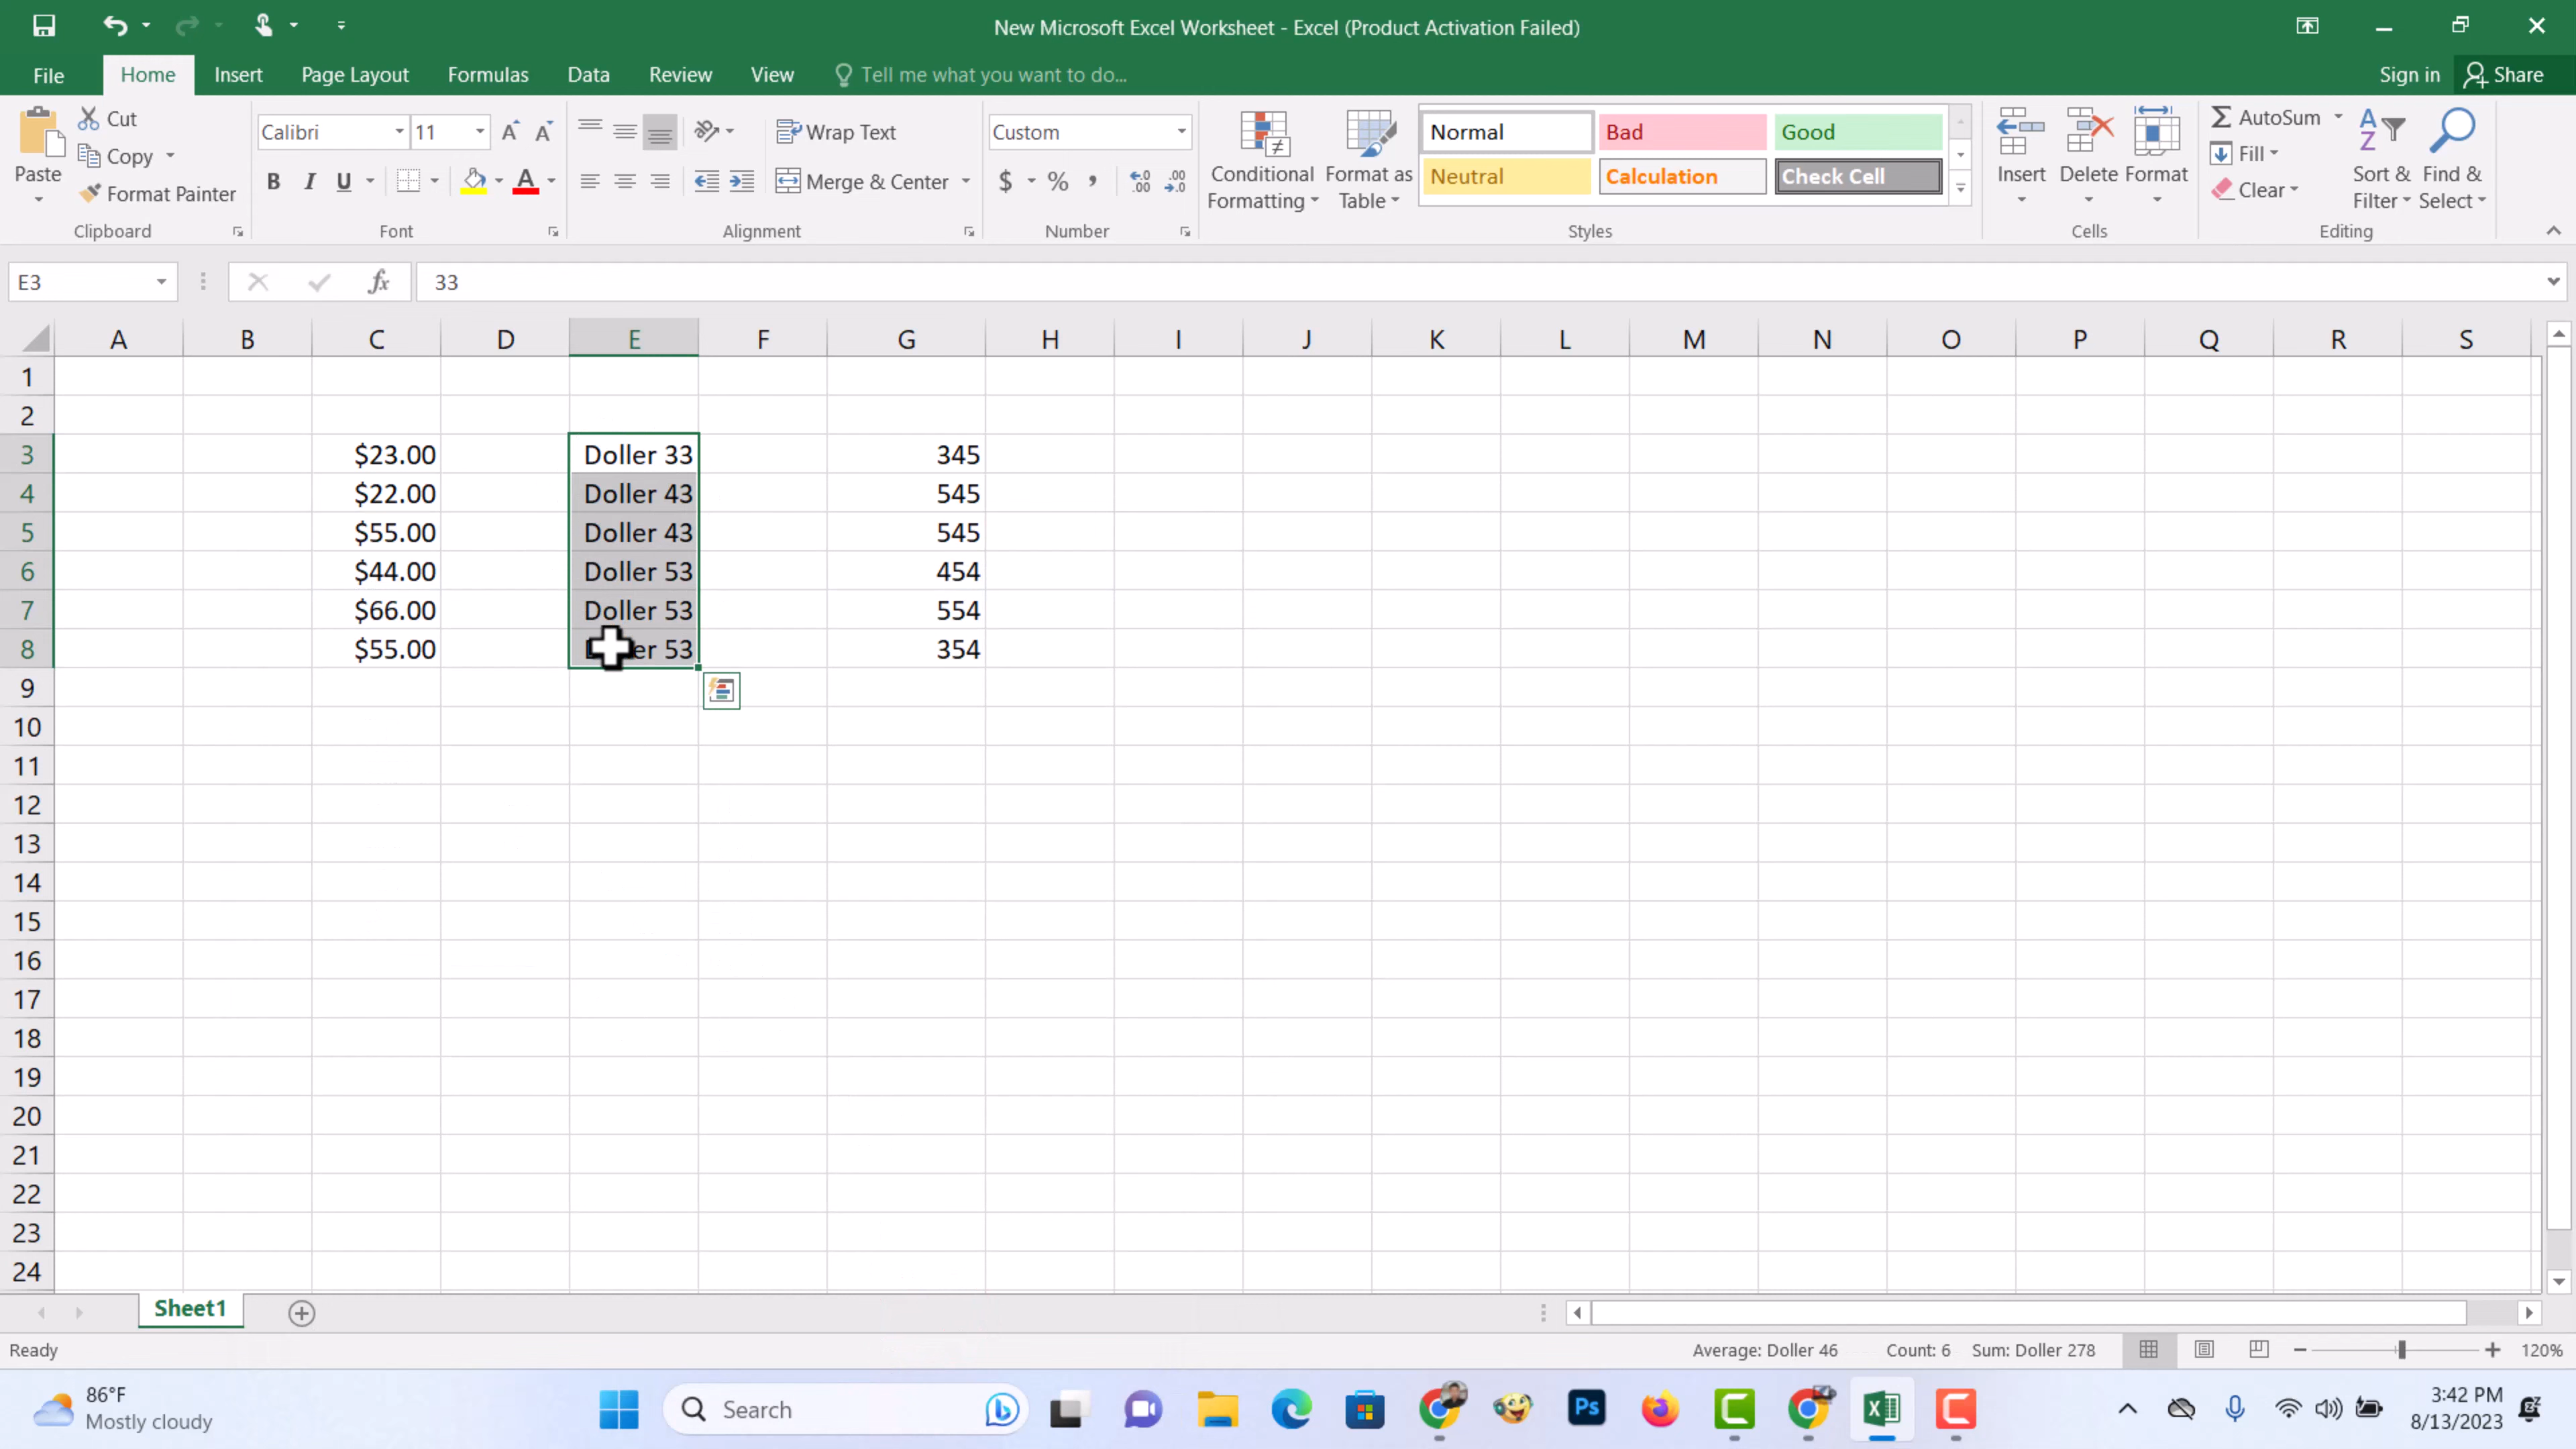 New Microsoft Excel Worksheet - Excel (Product Activation Failed)
File Home Insert Page Layout Formulas Data Review View Tell me what you want to do... Sign in Share
Paste Cut Copy Format Painter Clipboard
Calibri 11 B I U A Font
Wrap Text Merge & Center Alignment
Custom $ % , Number
Conditional Formatting Format as Table Normal Bad Good Neutral Calculation Check Cell Styles
Insert Delete Format Cells
AutoSum Fill Clear Sort & Filter Find & Select Editing
E3 fx 33
A B C D E F G H I J K L M N O P Q R S
1
2
3 $23.00 Doller 33 345
4 $22.00 Doller 43 545
5 $55.00 Doller 43 545
6 $44.00 Doller 53 454
7 $66.00 Doller 53 554
8 $55.00 53 354
9
10
11
12
13
14
15
16
17
18
19
20
21
22
23
24
Sheet1
Ready Average: Doller 46 Count: 6 Sum: Doller 278 120%
86°F
Mostly cloudy
Search
Ps
3:42 PM
8/13/2023